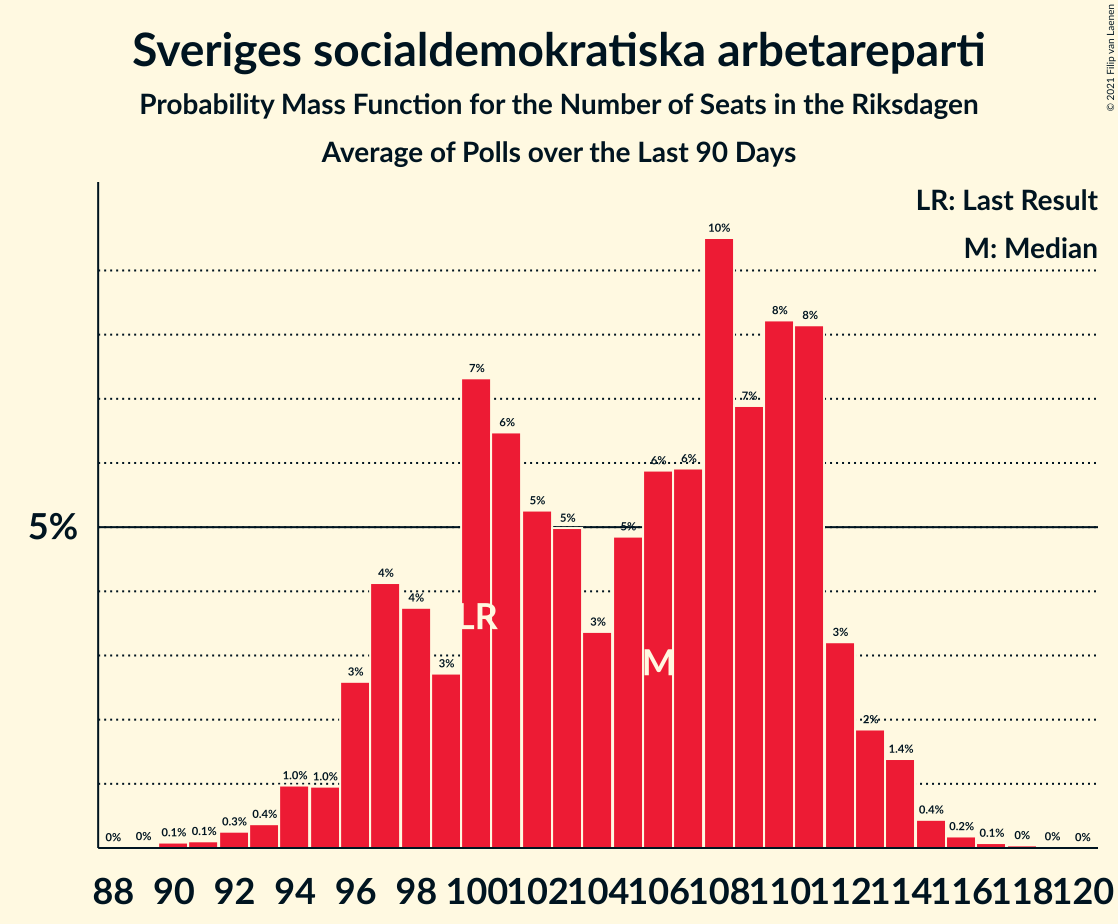 Sveriges socialdemokratiska arbetareparti
Probability Mass Function for the Number of Seats in the Riksdagen
Average of Polls over the Last 90 Days
© 2021 Filip van Laenen
LR: Last Result
M: Median
5%
0% 0% 0.1% 0.1% 0.3% 0.4% 1.0% 1.0% 3% 4% 4% 3% 7% 6% 5% 5% 3% 5% 6% 6% 10% 7% 8% 8% 3% 2% 1.4% 0.4% 0.2% 0.1% 0% 0% 0%
LR
M
88 90 92 94 96 98 100 102 104 106 108 110 112 114 116 118 120